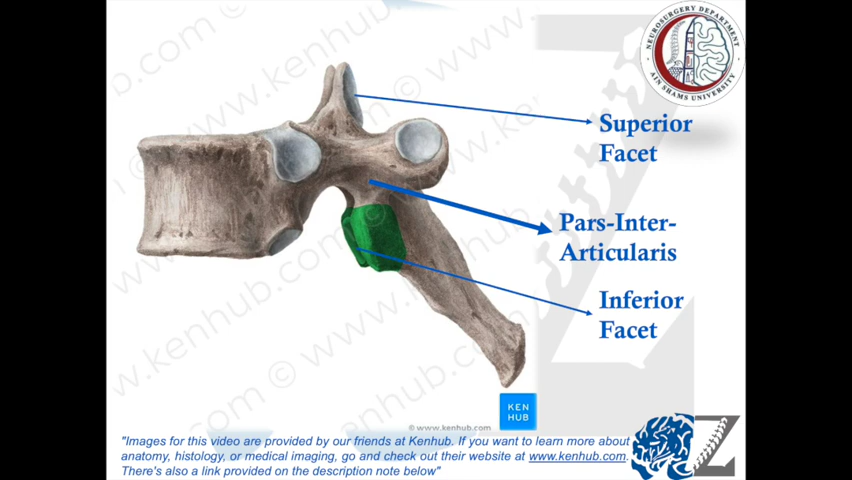 NEUROSURGERY DEPARTMENT
AIN SHAMS UNIVERSITY
Superior
Facet
Pars-Inter-
Articularis
Inferior
Facet
KEN
HUB
© www.kenhub.com
"Images for this video are provided by our friends at Kenhub. If you want to learn more about
anatomy, histology, or medical imaging, go and check out their website at www.kenhub.com.
There's also a link provided on the description note below"